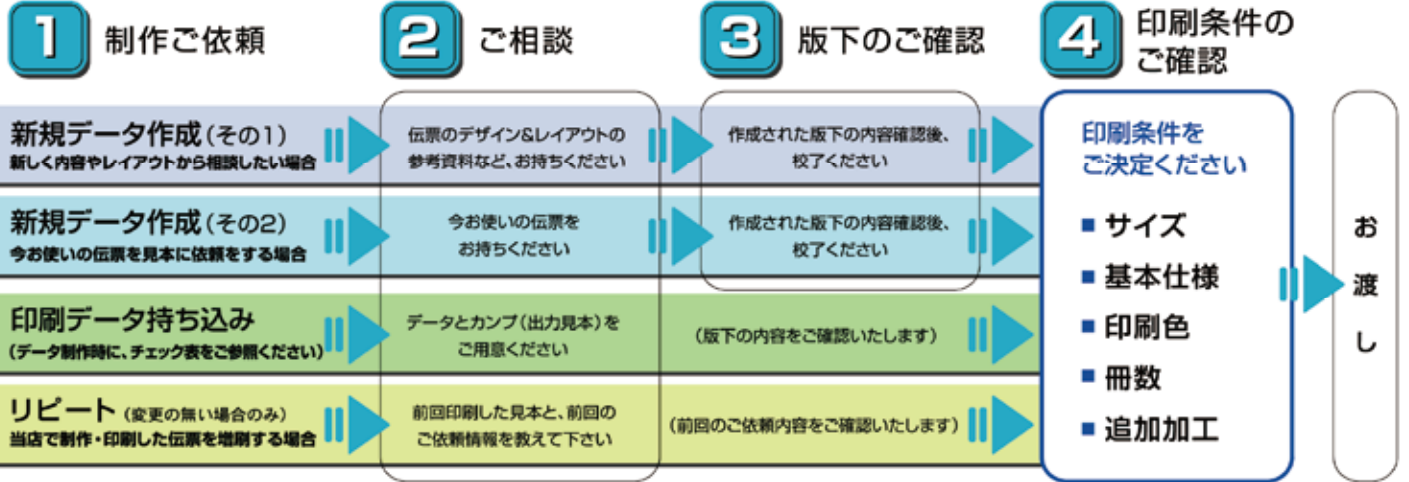 1 制作ご依頼
2 ご相談
3 版下のご確認
4 印刷条件の
ご確認
新規データ作成(その1)
新しく内容やレイアウトから相談したい場合
伝票のデザイン&レイアウトの
参考資料など、お持ちください
作成された版下の内容確認後、
校了ください
新規データ作成(その2)
今お使いの伝票を見本に依頼をする場合
今お使いの伝票を
お持ちください
作成された版下の内容確認後、
校了ください
印刷データ持ち込み
(データ制作時に、チェック表をご参照ください)
データとカンプ(出力見本)を
ご用意ください
(版下の内容をご確認いたします)
リピート(変更の無い場合のみ)
当店で制作・印刷した伝票を増刷する場合
前回印刷した見本と、前回の
ご依頼情報を教えて下さい
(前回のご依頼内容をご確認いたします)
印刷条件を
ご決定ください
■ サイズ
■ 基本仕様
■ 印刷色
■ 冊数
■ 追加加工
お渡し